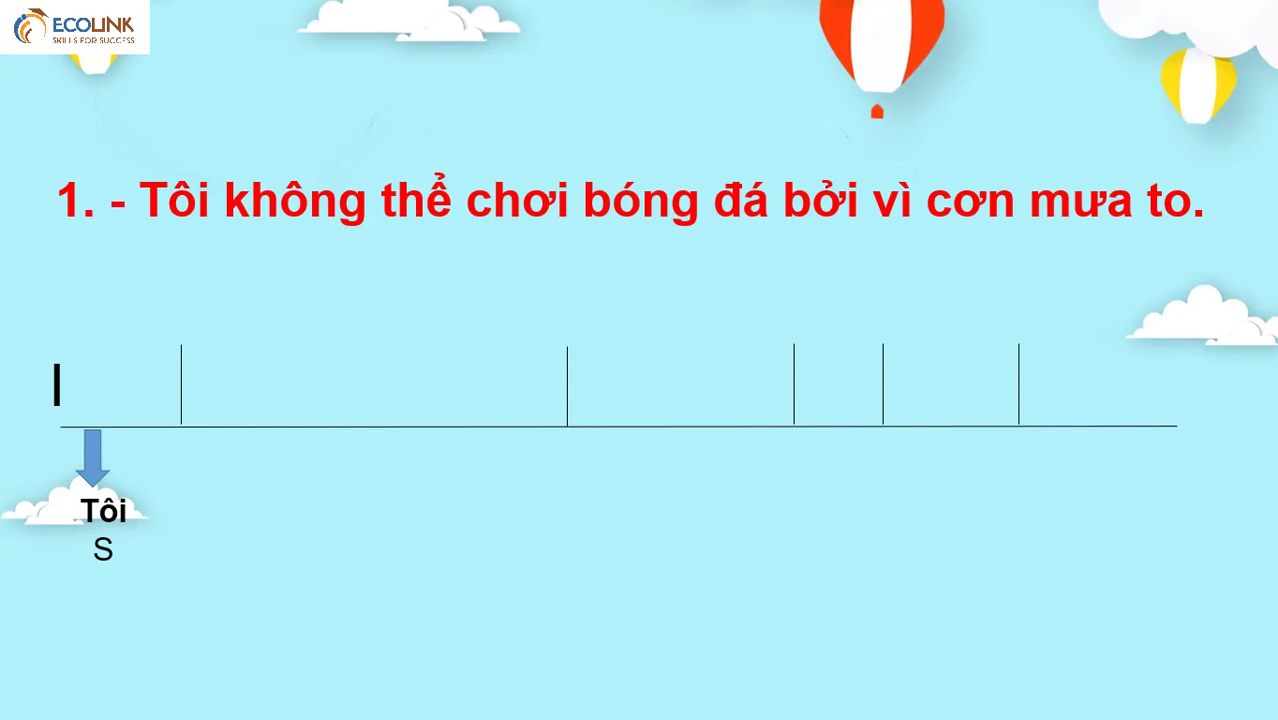 ECOLINK
SKILLS FOR SUCCESS
1. - Tôi không thể chơi bóng đá bởi vì cơn mưa to.
I
Tôi
S